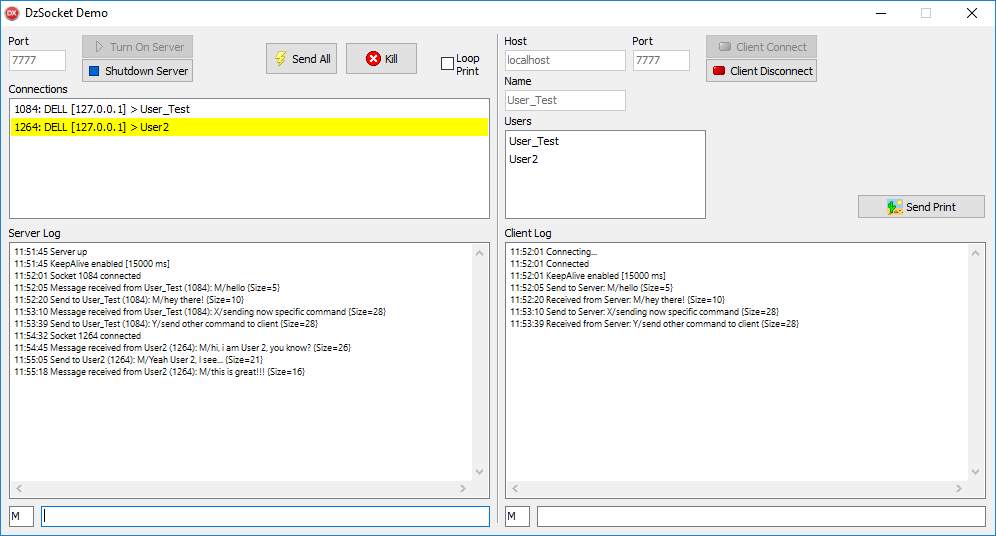 DzSocket Demo
Port
7777
Turn On Server
Shutdown Server
Send All
Kill
Loop
Print
Connections
1084: DELL [127.0.0.1] > User_Test
1264: DELL [127.0.0.1] > User2
Server Log
11:51:45 Server up
11:51:45 KeepAlive enabled [15000 ms]
11:52:01 Socket 1084 connected
11:52:05 Message received from User_Test (1084): M/hello {Size=5}
11:52:20 Send to User_Test (1084): M/hey there! {Size=10}
11:53:10 Message received from User_Test (1084): X/sending now specific command {Size=28}
11:53:39 Send to User_Test (1084): Y/send other command to client {Size=28}
11:54:32 Socket 1264 connected
11:54:45 Message received from User2 (1264): M/hi, i am User 2, you know? {Size=26}
11:55:05 Send to User2 (1264): M/Yeah User 2, I see... {Size=21}
11:55:18 Message received from User2 (1264): M/this is great!!! {Size=16}
M
Host
localhost
Port
7777
Client Connect
Client Disconnect
Name
User_Test
Users
User_Test
User2
Send Print
Client Log
11:52:01 Connecting...
11:52:01 Connected
11:52:01 KeepAlive enabled [15000 ms]
11:52:05 Send to Server: M/hello {Size=5}
11:52:20 Received from Server: M/hey there! {Size=10}
11:53:10 Send to Server: X/sending now specific command {Size=28}
11:53:39 Received from Server: Y/send other command to client {Size=28}
M